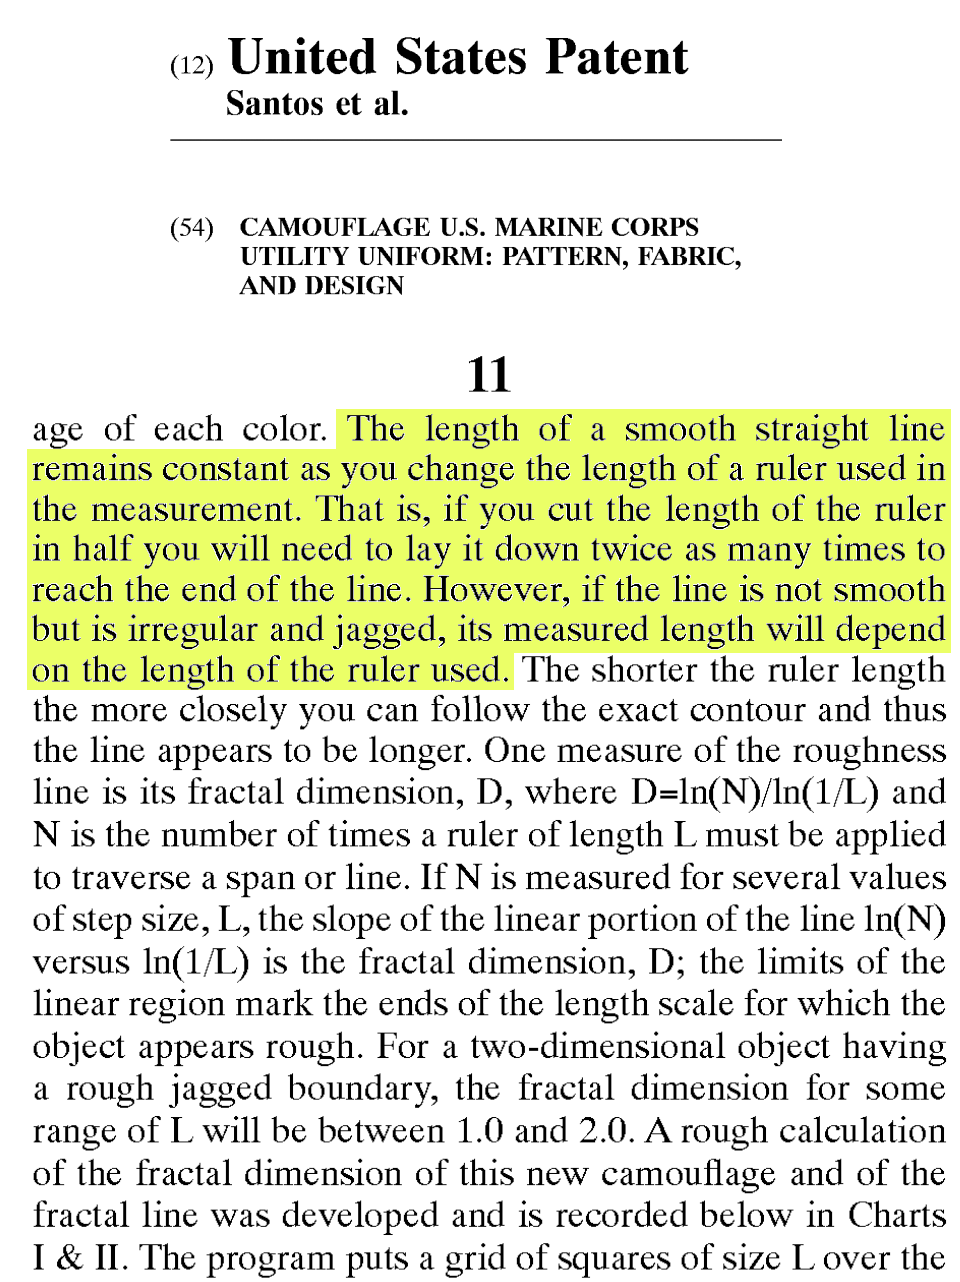 (12) United States Patent
Santos et al.
(54) CAMOUFLAGE U.S. MARINE CORPS
UTILITY UNIFORM: PATTERN, FABRIC,
AND DESIGN
11
age of each color. The length of a smooth straight line
remains constant as you change the length of a ruler used in
the measurement. That is, if you cut the length of the ruler
in half you will need to lay it down twice as many times to
reach the end of the line. However, if the line is not smooth
but is irregular and jagged, its measured length will depend
on the length of the ruler used. The shorter the ruler length
the more closely you can follow the exact contour and thus
the line appears to be longer. One measure of the roughness
line is its fractal dimension, D, where D=ln(N)/ln(1/L) and
N is the number of times a ruler of length L must be applied
to traverse a span or line. If N is measured for several values
of step size, L, the slope of the linear portion of the line ln(N)
versus ln(1/L) is the fractal dimension, D; the limits of the
linear region mark the ends of the length scale for which the
object appears rough. For a two-dimensional object having
a rough jagged boundary, the fractal dimension for some
range of L will be between 1.0 and 2.0. A rough calculation
of the fractal dimension of this new camouflage and of the
fractal line was developed and is recorded below in Charts
I & II. The program puts a grid of squares of size L over the